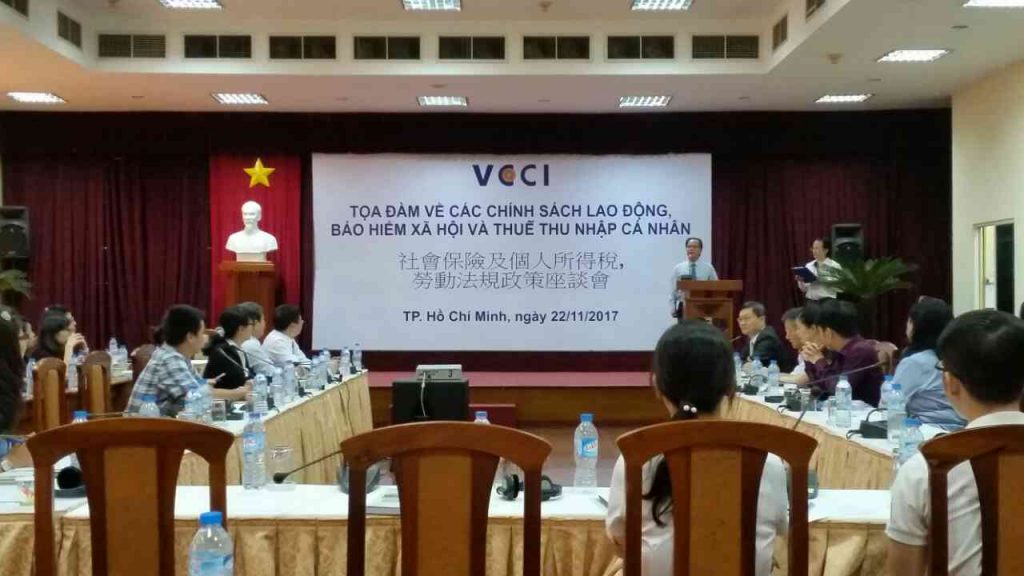 VCCI
TỌA ĐÀM VỀ CÁC CHÍNH SÁCH LAO ĐỘNG,
BẢO HIỂM XÃ HỘI VÀ THUẾ THU NHẬP CÁ NHÂN
社會保險及個人所得稅,
勞動法規政策座談會
TP. Hồ Chí Minh, ngày 22/11/2017